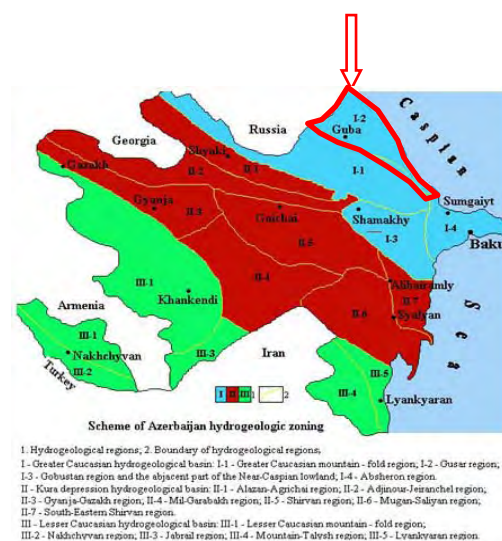 Caspian
Sea
Georgia
Russia
I-2
Guba
Shyaki
II-1
Gazakh
II-2
I-1
Sumgaiyt
Gyanja
II-3
Guichai
Shamakhy
I-3
I-4
Baku
II-5
III-1
II-4
Alibairamly
II-7
Khankendi
II-6
Syalyan
Armenia
III-1
Nakhchyvan
III-2
III-3
Iran
Turkey
III-5
III-4
Lyankyaran
I II III 1 2
Scheme of Azerbaijan hydrogeologic zoning
1. Hydrogeological regions; 2. Boundary of hydrogeological regions;
I - Greater Caucasian hydrogeological basin: I-1 - Greater Caucasian mountain - fold region; I-2 - Gusar region;
I-3 - Gobustan region and the abjacent part of the Near-Caspian lowland; I-4- Absheron region.
II - Kura depression hydrogeological region: II-1 - Alazan-Agrichai region; II-2 - Adjinour-Jeiranchel region;
II-3 - Gyanja-Gazakh region; II-4 - Mil-Garabakh region; II-5 - Shirvan region; II-6 - Mugan-Saliyan region;
II-7 - South-Eastern Shirvan region.
III - Lesser Caucasian hydrogeological basin: III-1 - Lesser Caucasian mountain - fold region;
III-2 - Nakhchyvan region; III-3 - Jabrail region; III-4 - Mountain-Talysh region; III-5 - Lyankyaran region.